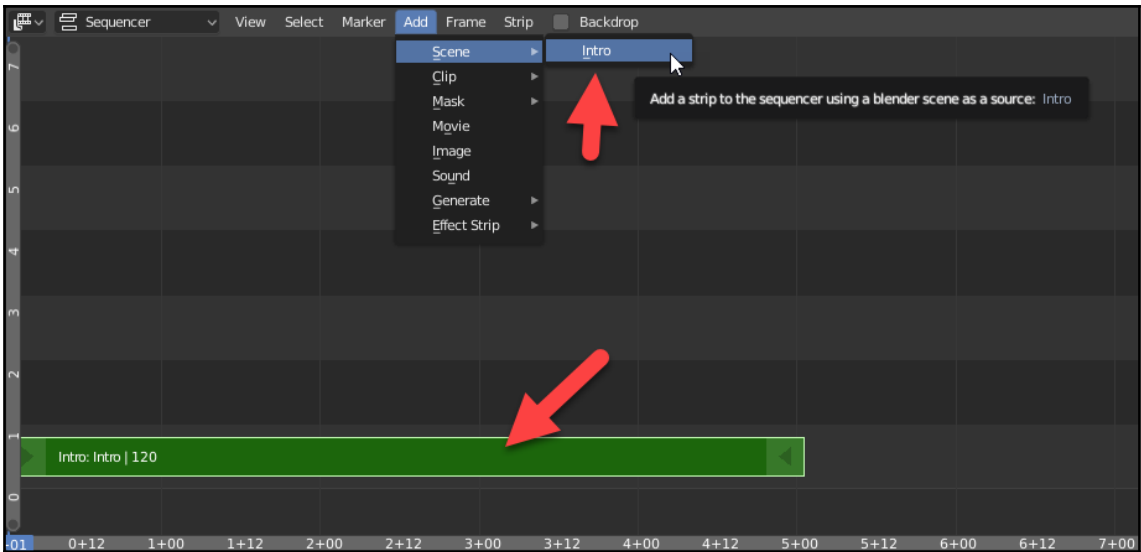 Sequencer View Select Marker Add Frame Strip Backdrop
Scene
Intro
Clip
Mask
Movie
Image
Sound
Generate
Effect Strip
Add a strip to the sequencer using a blender scene as a source: Intro
7
6
5
4
3
2
1
Intro: Intro | 120
0
-01 0+12 1+00 1+12 2+00 2+12 3+00 3+12 4+00 4+12 5+00 5+12 6+00 6+12 7+00